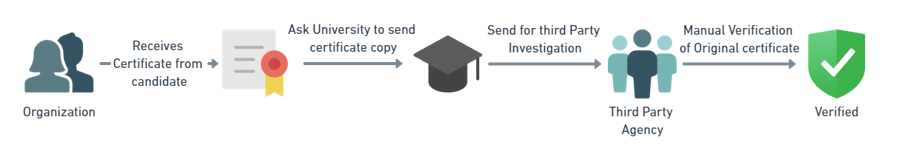 Receives
Certificate from
candidate
Ask University to send
certificate copy
Send for third Party
Investigation
Manual Verification
of Original certificate
Organization
Third Party
Agency
Verified